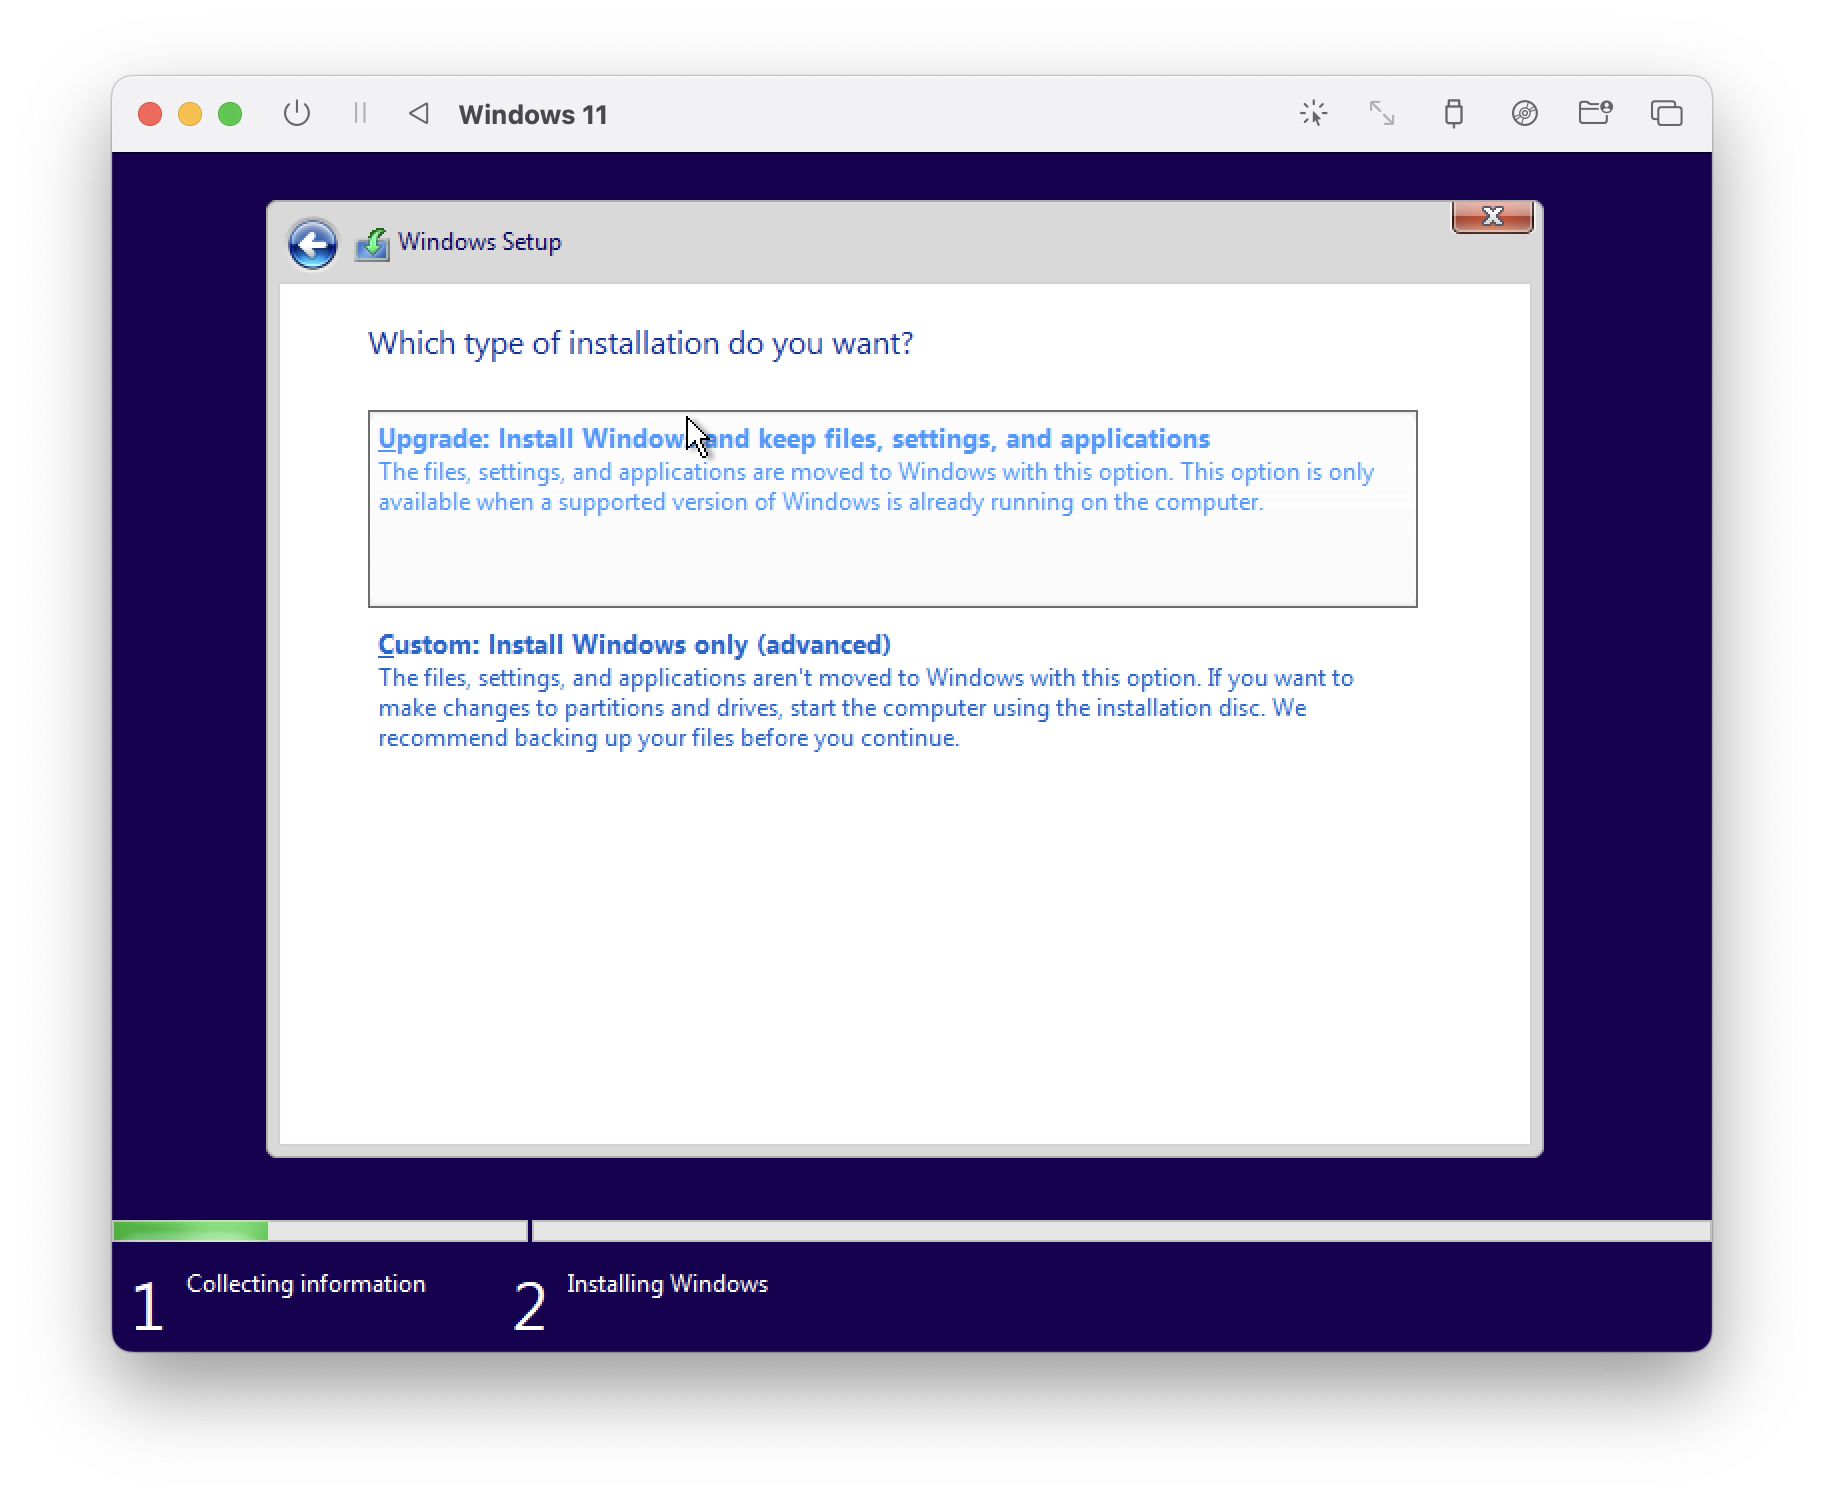 Windows 11
Windows Setup
Which type of installation do you want?
Upgrade: Install Windows and keep files, settings, and applications
The files, settings, and applications are moved to Windows with this option. This option is only
available when a supported version of Windows is already running on the computer.
Custom: Install Windows only (advanced)
The files, settings, and applications aren't moved to Windows with this option. If you want to
make changes to partitions and drives, start the computer using the installation disc. We
recommend backing up your files before you continue.
1 Collecting information 2 Installing Windows